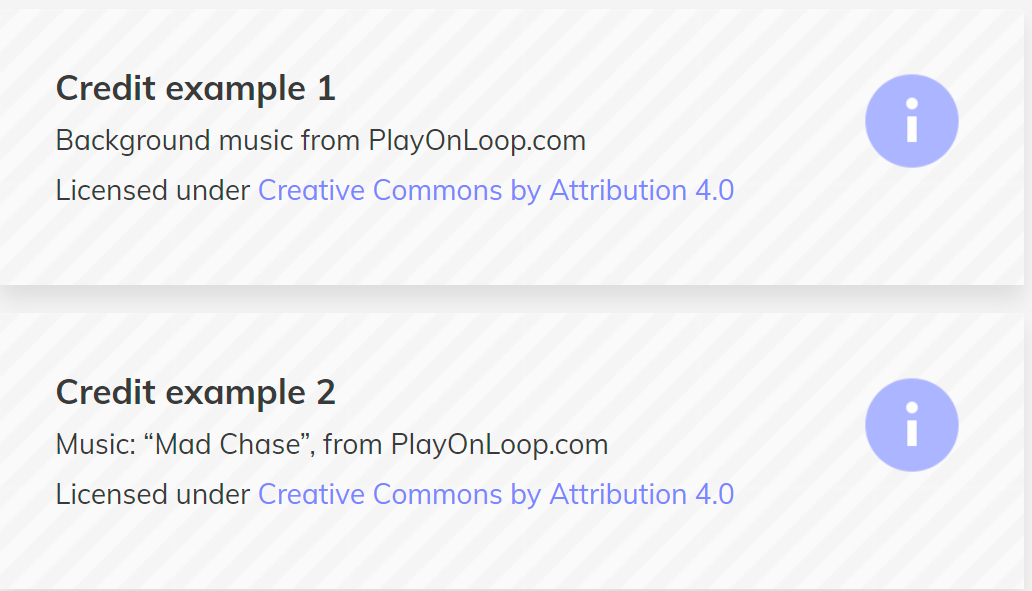 Credit example 1
Background music from PlayOnLoop.com
Licensed under Creative Commons by Attribution 4.0
Credit example 2
Music: “Mad Chase”, from PlayOnLoop.com
Licensed under Creative Commons by Attribution 4.0